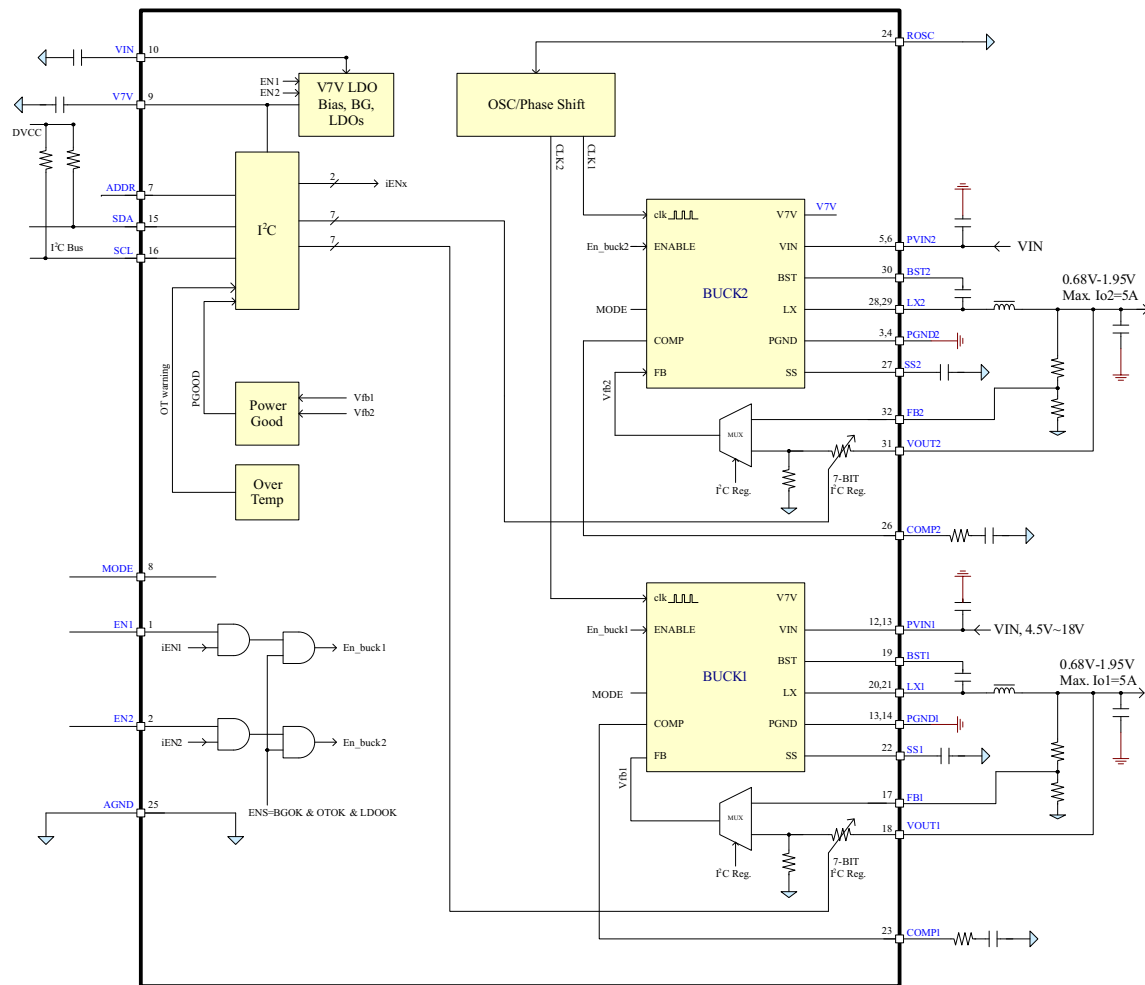 VIN
10
V7V
9
DVCC
EN1
EN2
V7V LDO
Bias, BG,
LDOs
ADDR
7
SDA
15
I²C Bus
SCL
16
I²C
2
iENx
7
7
OT warning
PGOOD
Power
Good
Vfb1
Vfb2
Over
Temp
MODE
8
EN1
1
iEN1
En_buck1
EN2
2
iEN2
En_buck2
ENS=BGOK & OTOK & LDOOK
AGND
25
24
ROSC
OSC/Phase Shift
CLK2
CLK1
clk
V7V
V7V
En_buck2
ENABLE
VIN
5,6
PVIN2
VIN
BST
30
BST2
BUCK2
MODE
LX
28,29
LX2
0.68V-1.95V
Max. Io2=5A
COMP
PGND
3,4
PGND2
FB
SS
27
SS2
Vfb2
MUX
32
FB2
31
VOUT2
I²C Reg.
7-BIT
I²C Reg.
26
COMP2
clk
V7V
En_buck1
ENABLE
VIN
12,13
PVIN1
VIN, 4.5V~18V
BST
19
BST1
BUCK1
MODE
LX
20,21
LX1
0.68V-1.95V
Max. Io1=5A
COMP
PGND
13,14
PGND1
FB
SS
22
SS1
Vfb1
MUX
17
FB1
18
VOUT1
I²C Reg.
7-BIT
I²C Reg.
23
COMP1